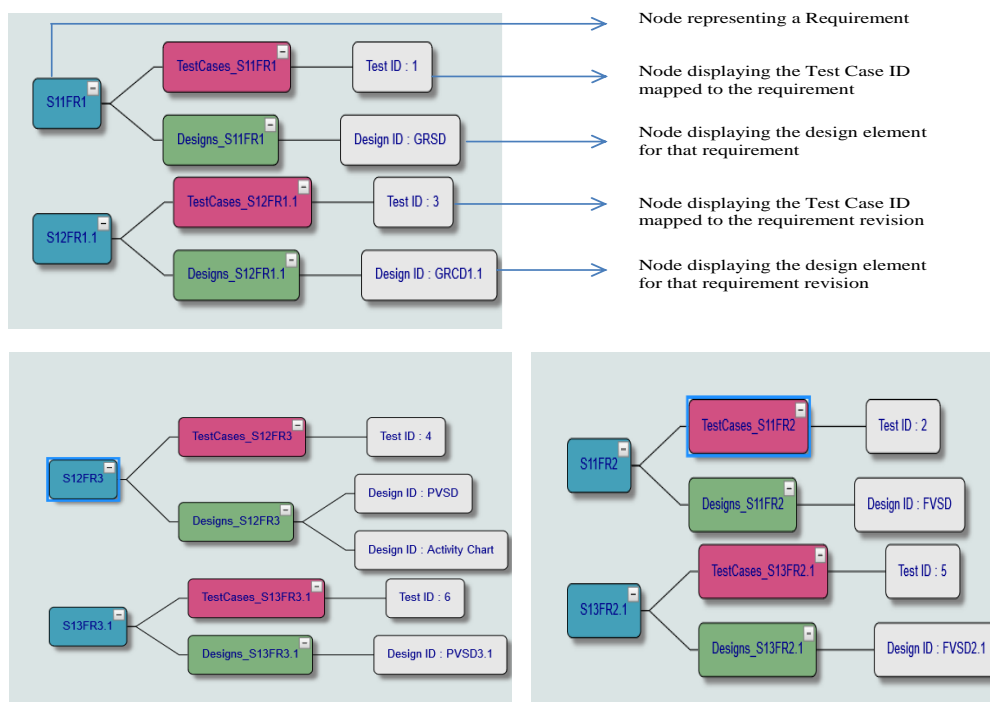 Node representing a Requirement
TestCases_S11FR1
Test ID : 1
S11FR1
Node displaying the Test Case ID
mapped to the requirement
Designs_S11FR1
Design ID : GRSD
Node displaying the design element
for that requirement
TestCases_S12FR1.1
Test ID : 3
Node displaying the Test Case ID
mapped to the requirement revision
S12FR1.1
Designs_S12FR1.1
Design ID : GRCD1.1
Node displaying the design element
for that requirement revision
TestCases_S12FR3
Test ID : 4
S12FR3
Design ID : PVSD
Designs_S12FR3
Design ID : Activity Chart
TestCases_S13FR3.1
Test ID : 6
S13FR3.1
Designs_S13FR3.1
Design ID : PVSD3.1
TestCases_S11FR2
Test ID : 2
S11FR2
Designs_S11FR2
Design ID : FVSD
TestCases_S13FR2.1
Test ID : 5
S13FR2.1
Designs_S13FR2.1
Design ID : FVSD2.1